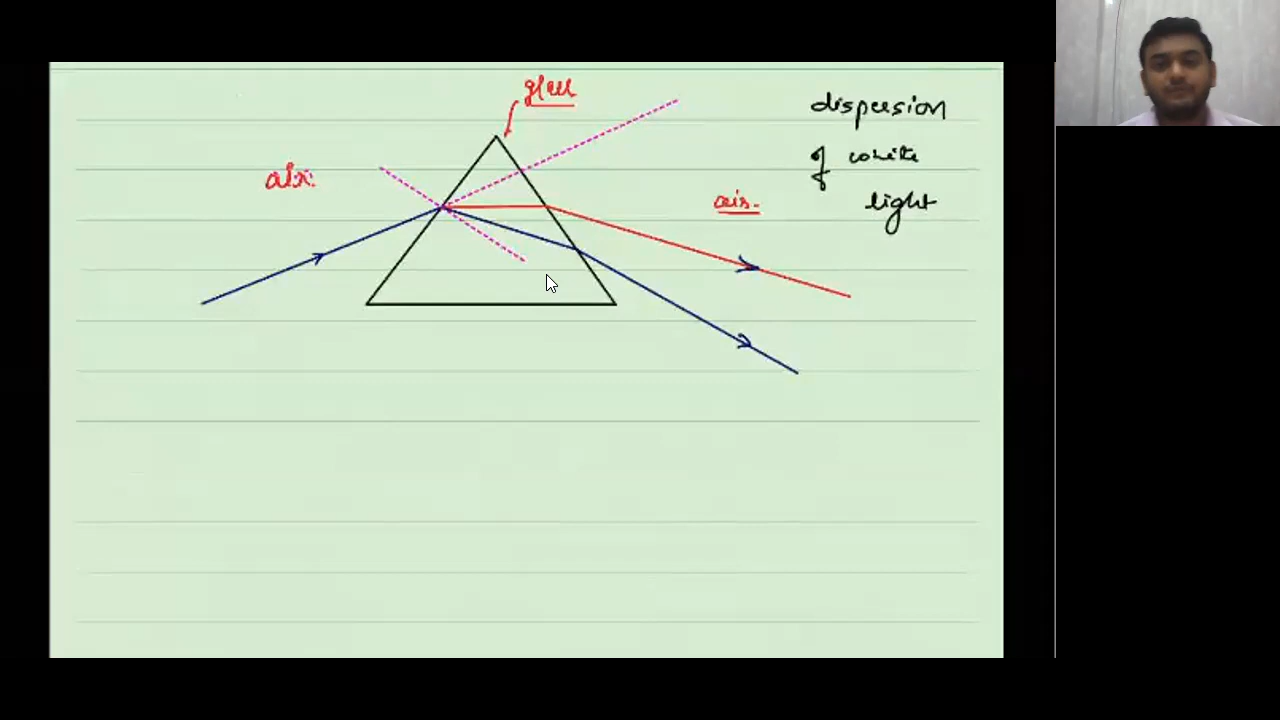 glass
dispersion
of white
light
air
air